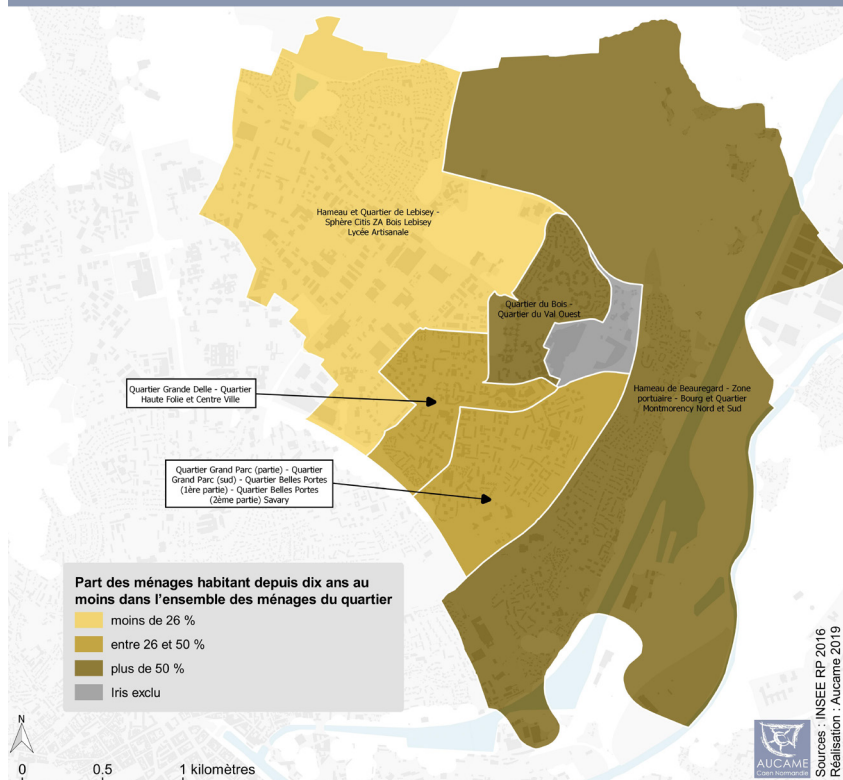 Hameau et Quartier de Lebisey -
Sphère Citis ZA Bois Lebisey
Lycée Artisanale
Quartier du Bois -
Quartier du Val Ouest
Quartier Grande Delle - Quartier
Haute Folie et Centre Ville
Hameau de Beauregard - Zone
portuaire - Bourg et Quartier
Montmorency Nord et Sud
Quartier Grand Parc (partie) - Quartier
Grand Parc (sud) - Quartier Belles Portes
(1ère partie) - Quartier Belles Portes
(2ème partie) Savary
Part des ménages habitant depuis dix ans au
moins dans l'ensemble des ménages du quartier
moins de 26 %
entre 26 et 50 %
plus de 50 %
Iris exclu
N
0 0.5 1 kilomètres
AUCAME
Caen Normandie
Sources : INSEE RP 2016
Réalisation : Aucame 2019